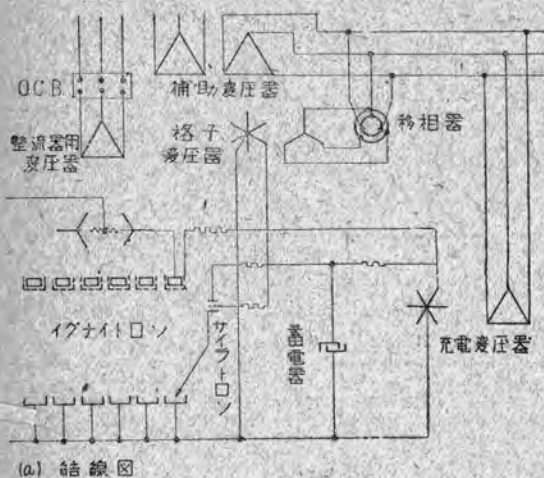 O.C.B.
補助変圧器
整流器用
変圧器
格子
変圧器
移相器
イグナイトロン
サイラトロン
蓄電器
充電変圧器
(a) 結線図